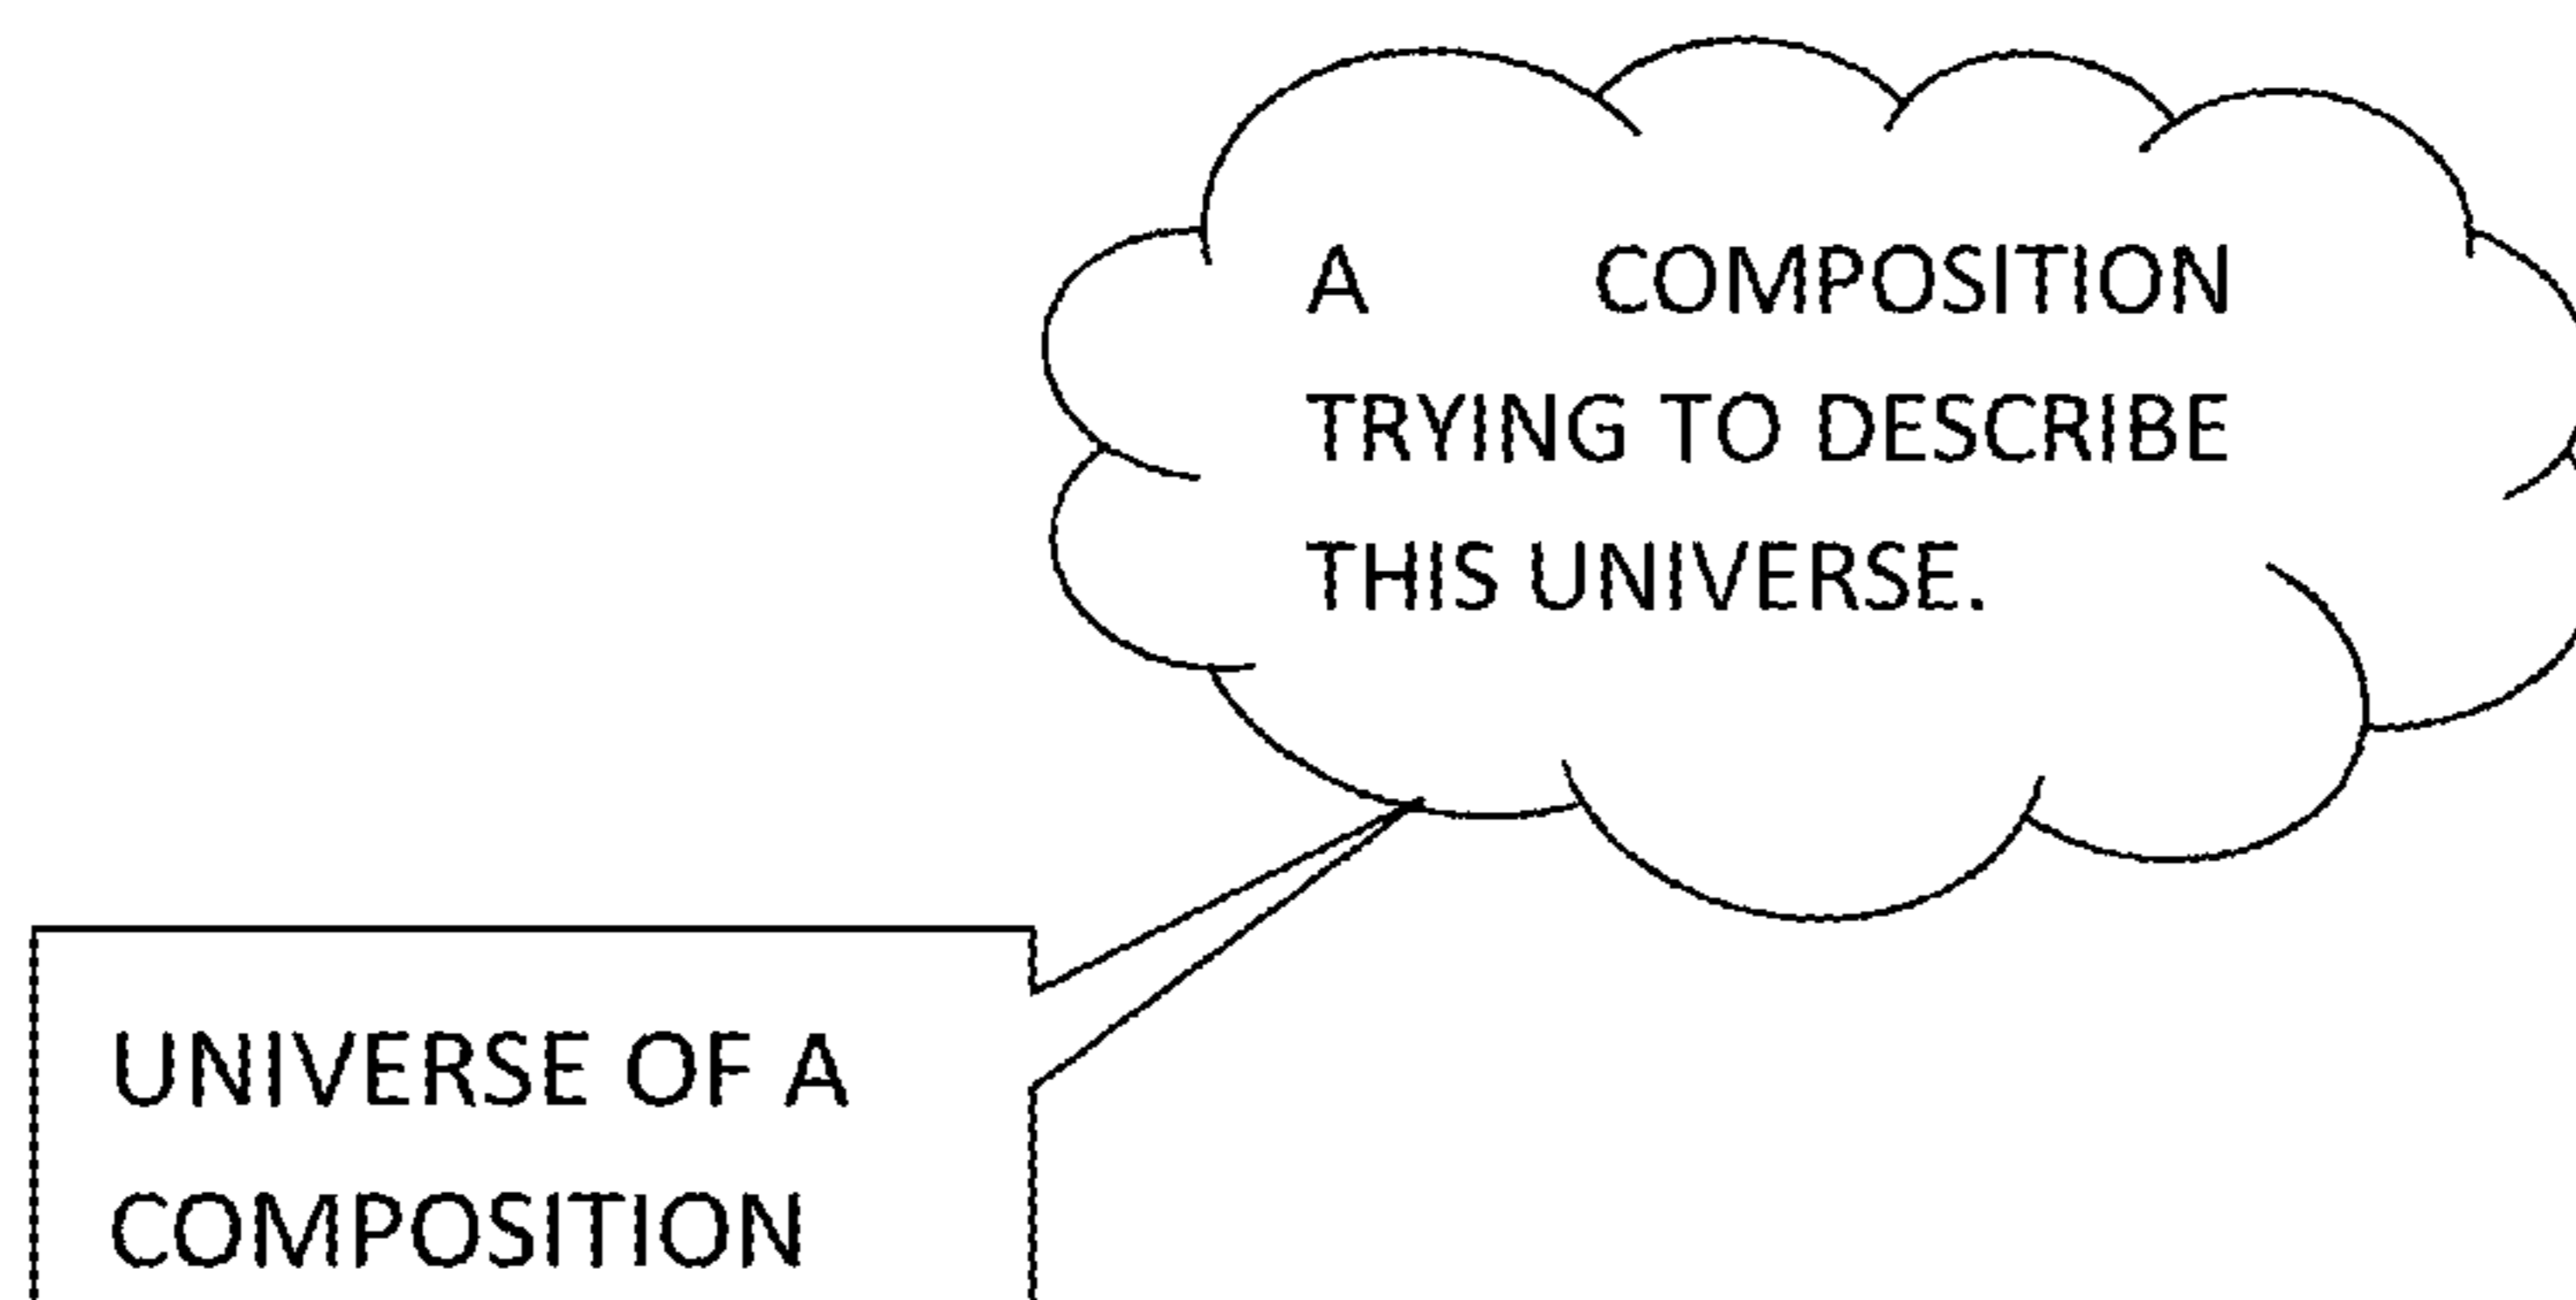 A COMPOSITION
TRYING TO DESCRIBE
THIS UNIVERSE.
UNIVERSE OF A
COMPOSITION